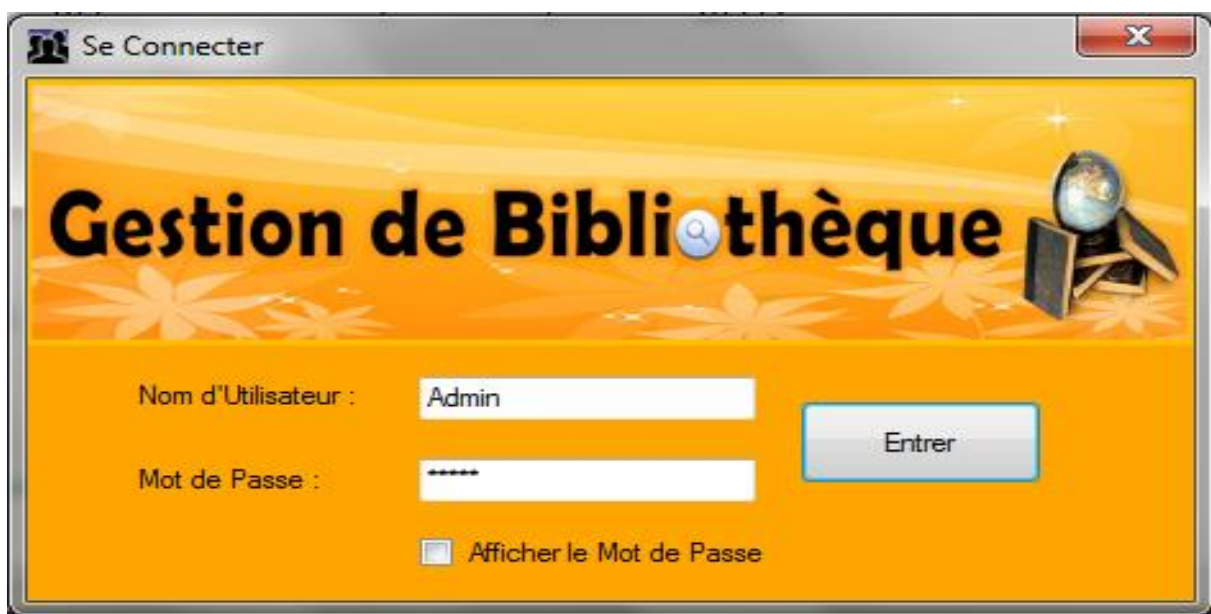 Se Connecter
Gestion de Bibliothèque
Nom d'Utilisateur :
Admin
Mot de Passe :
*****
Entrer
Afficher le Mot de Passe